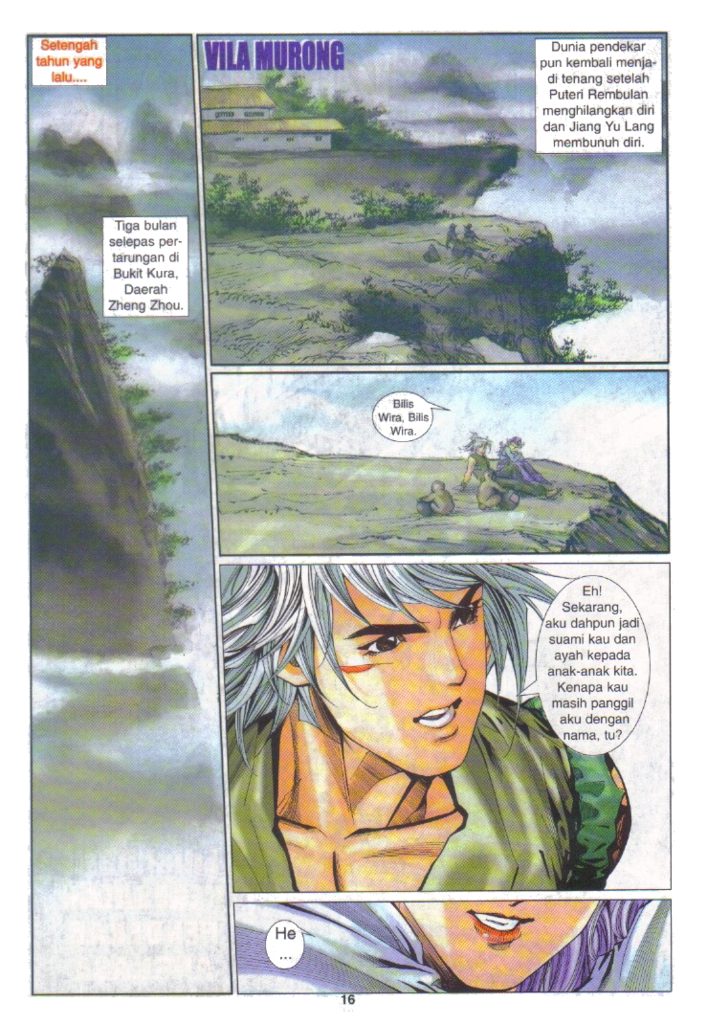 Setengah
tahun yang
lalu....
Tiga bulan
selepas per-
tarungan di
Bukit Kura,
Daerah
Zheng Zhou.
VILA MURONG
Dunia pendekar
pun kembali menja-
di tenang setelah
Puteri Rembulan
menghilangkan diri
dan Jiang Yu Lang
membunuh diri.
Bilis
Wira, Bilis
Wira.
Eh!
Sekarang,
aku dahpun jadi
suami kau dan
ayah kepada
anak-anak kita.
Kenapa kau
masih panggil
aku dengan
nama, tu?
He
...
16